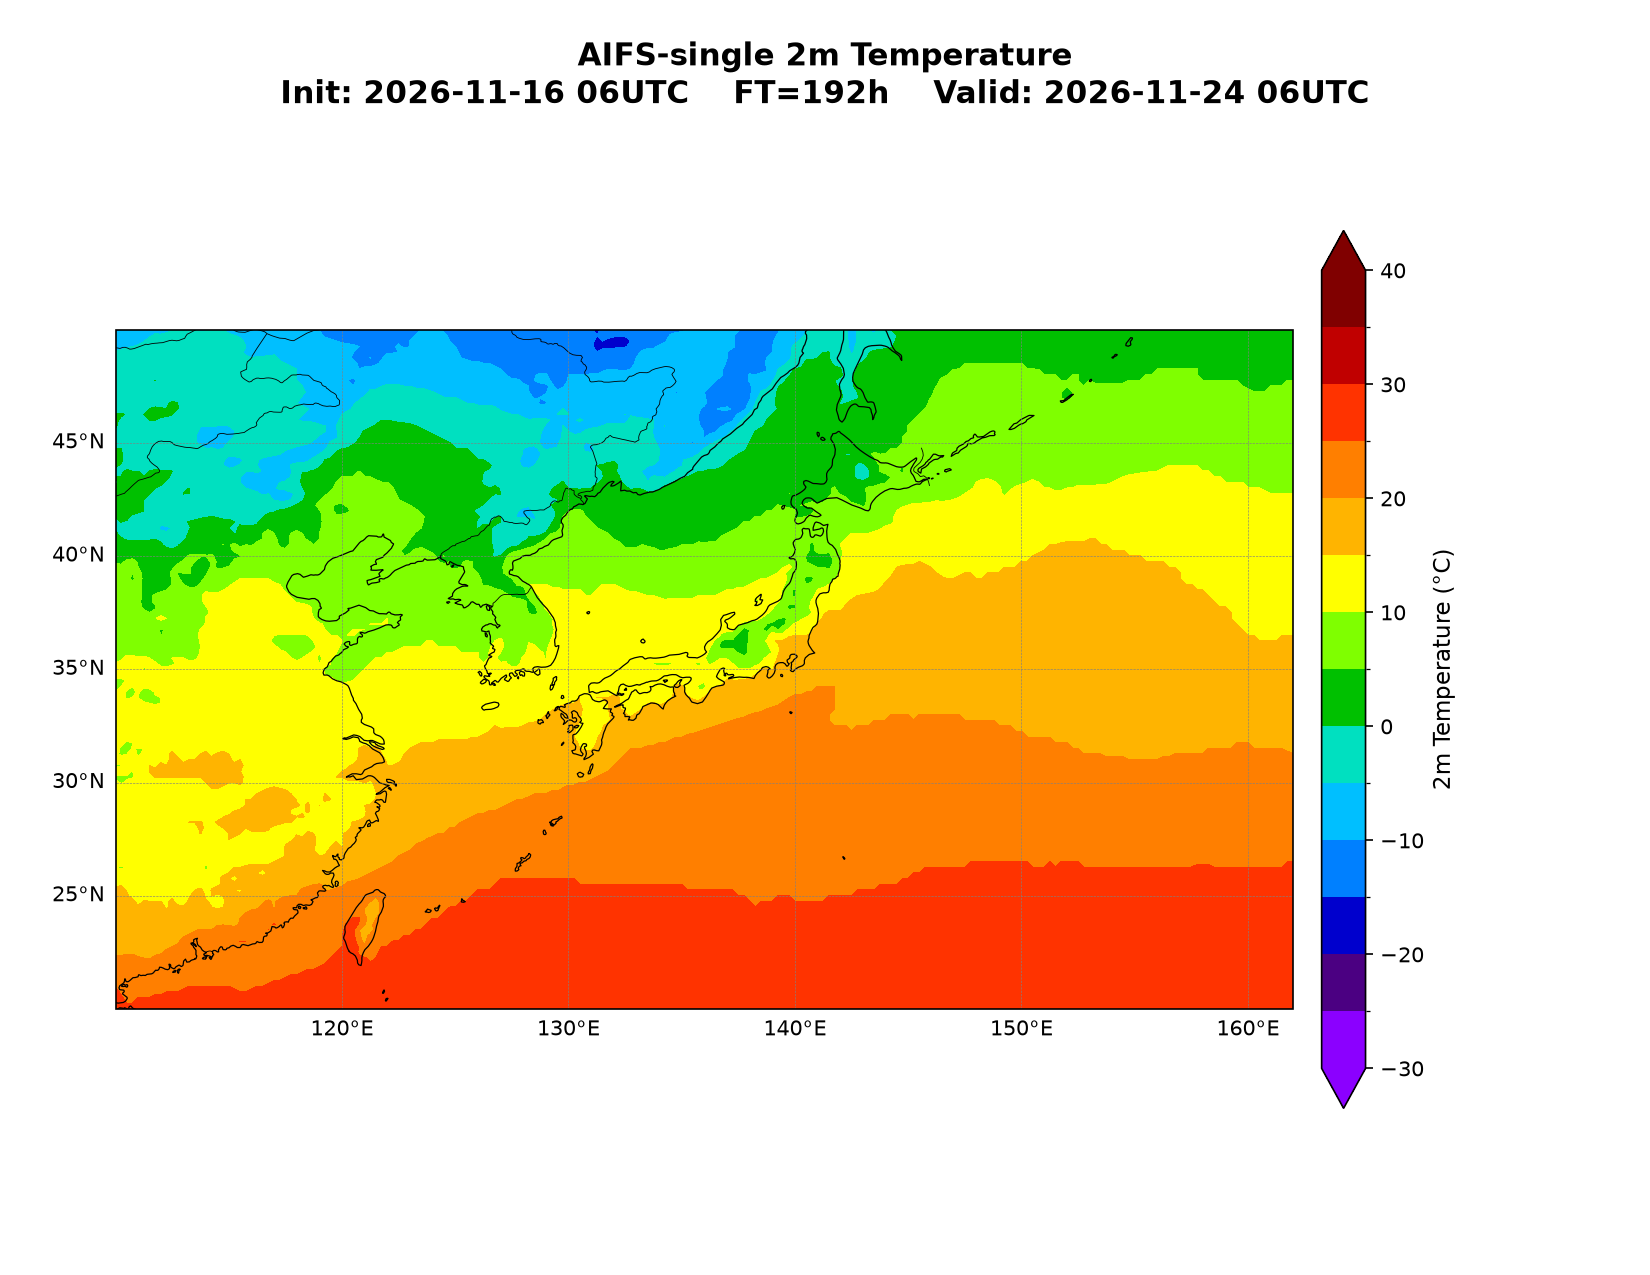 AIFS-single 2m Temperature
Init: 2026-11-16 06UTC    FT=192h    Valid: 2026-11-24 06UTC
45°N
40°N
35°N
30°N
25°N
120°E
130°E
140°E
150°E
160°E
40
30
20
10
0
−10
−20
−30
2m Temperature (°C)